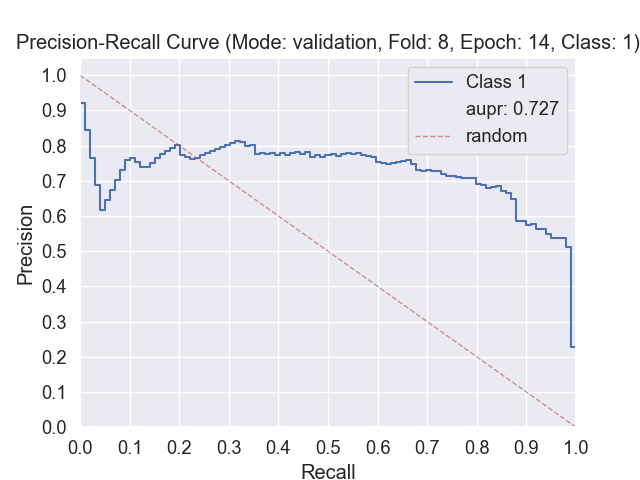 Precision-Recall Curve (Mode: validation, Fold: 8, Epoch: 14, Class: 1)
1.0
0.9
0.8
0.7
0.6
0.5
0.4
0.3
0.2
0.1
0.0
Precision
Class 1
aupr: 0.727
random
0.0 0.1 0.2 0.3 0.4 0.5 0.6 0.7 0.8 0.9 1.0
Recall